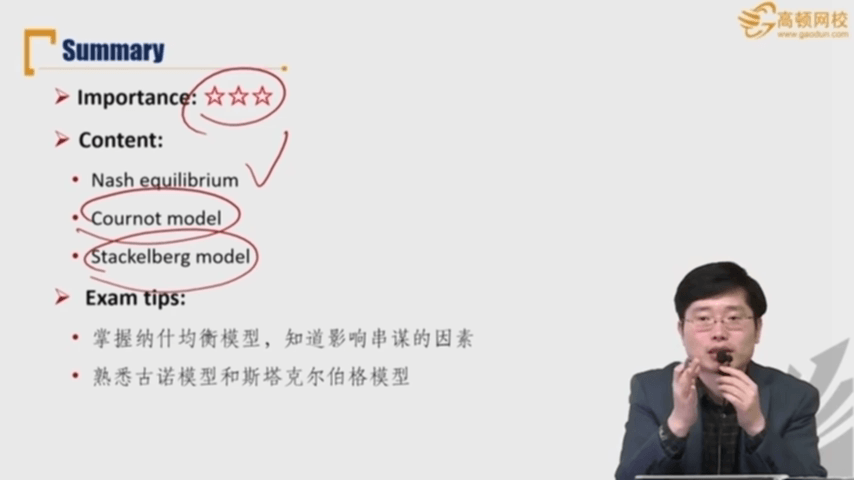 高顿网校
www.gaodun.com
Summary
Importance: ☆☆☆
Content:
Nash equilibrium
Cournot model
Stackelberg model
Exam tips:
掌握纳什均衡模型，知道影响串谋的因素
熟悉古诺模型和斯塔克尔伯格模型